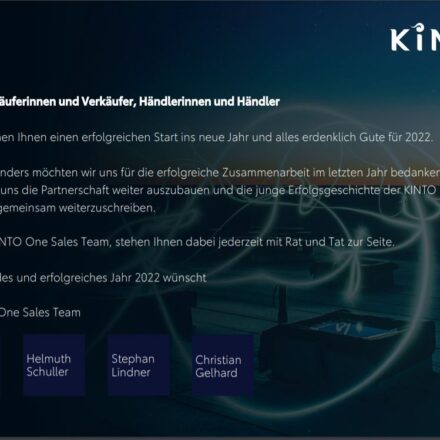 KiN
äuferinnen und Verkäufer, Händlerinnen und Händler
en Ihnen einen erfolgreichen Start ins neue Jahr und alles erdenklich Gute für 2022.
nders möchten wir uns für die erfolgreiche Zusammenarbeit im letzten Jahr bedanken
uns die Partnerschaft weiter auszubauen und die junge Erfolgsgeschichte der KINTO
gemeinsam weiterzuschreiben.
NTO One Sales Team, stehen Ihnen dabei jederzeit mit Rat und Tat zur Seite.
des und erfolgreiches Jahr 2022 wünscht
One Sales Team
Helmuth
Schuller
Stephan
Lindner
Christian
Gelhard